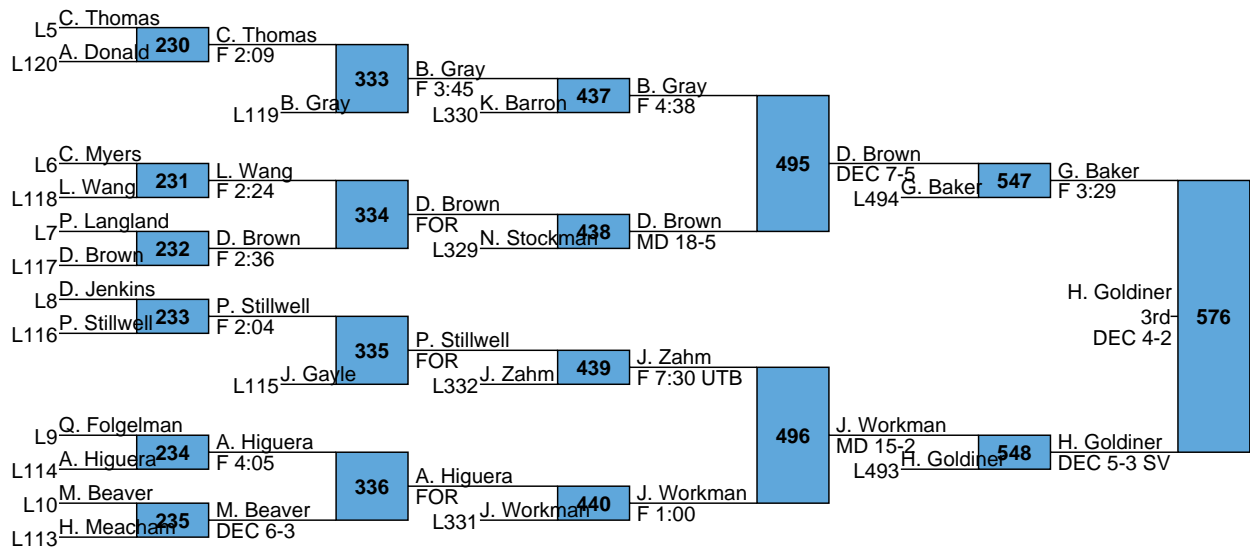 C. Thomas
L5
230
C. Thomas
A. Donald
L120
F 2:09
333
B. Gray
F 3:45
B. Gray
L119
437
B. Gray
K. Barron
L330
F 4:38
C. Myers
L6
231
L. Wang
L. Wang
L118
F 2:24
495
D. Brown
DEC 7-5
G. Baker
L494
547
G. Baker
F 3:29
334
D. Brown
FOR
P. Langland
L7
232
D. Brown
D. Brown
L117
F 2:36
N. Stockman
L329
438
D. Brown
MD 18-5
D. Jenkins
L8
233
P. Stillwell
P. Stillwell
L116
F 2:04
H. Goldiner
3rd
DEC 4-2
576
335
P. Stillwell
FOR
J. Gayle
L115
J. Zahm
L332
439
J. Zahm
F 7:30 UTB
Q. Folgelman
L9
234
A. Higuera
A. Higuera
L114
F 4:05
496
J. Workman
MD 15-2
H. Goldiner
L493
548
H. Goldiner
DEC 5-3 SV
336
A. Higuera
FOR
M. Beaver
L10
235
M. Beaver
H. Meacham
L113
DEC 6-3
J. Workman
L331
440
J. Workman
F 1:00